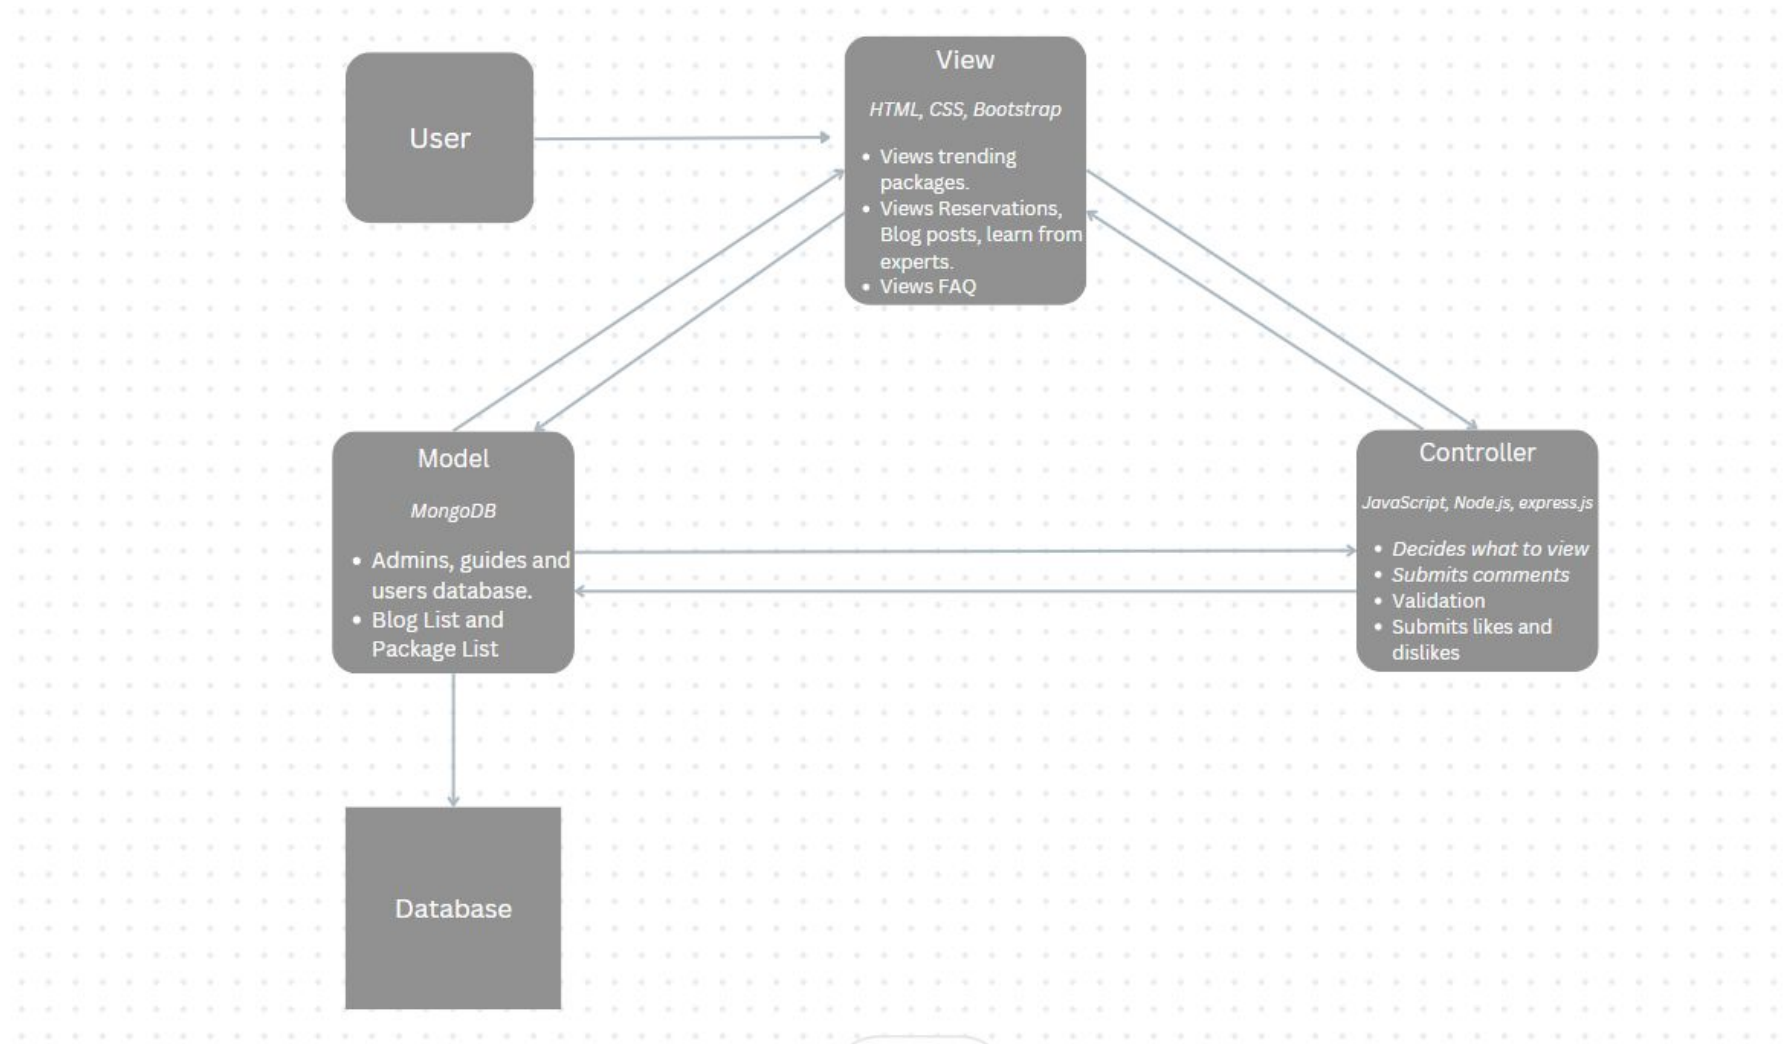 User
View
HTML, CSS, Bootstrap
• Views trending
packages.
• Views Reservations,
Blog posts, learn from
experts.
• Views FAQ
Model
MongoDB
• Admins, guides and
users database.
• Blog List and
Package List
Controller
JavaScript, Node.js, express.js
• Decides what to view
• Submits comments
• Validation
• Submits likes and
dislikes
Database